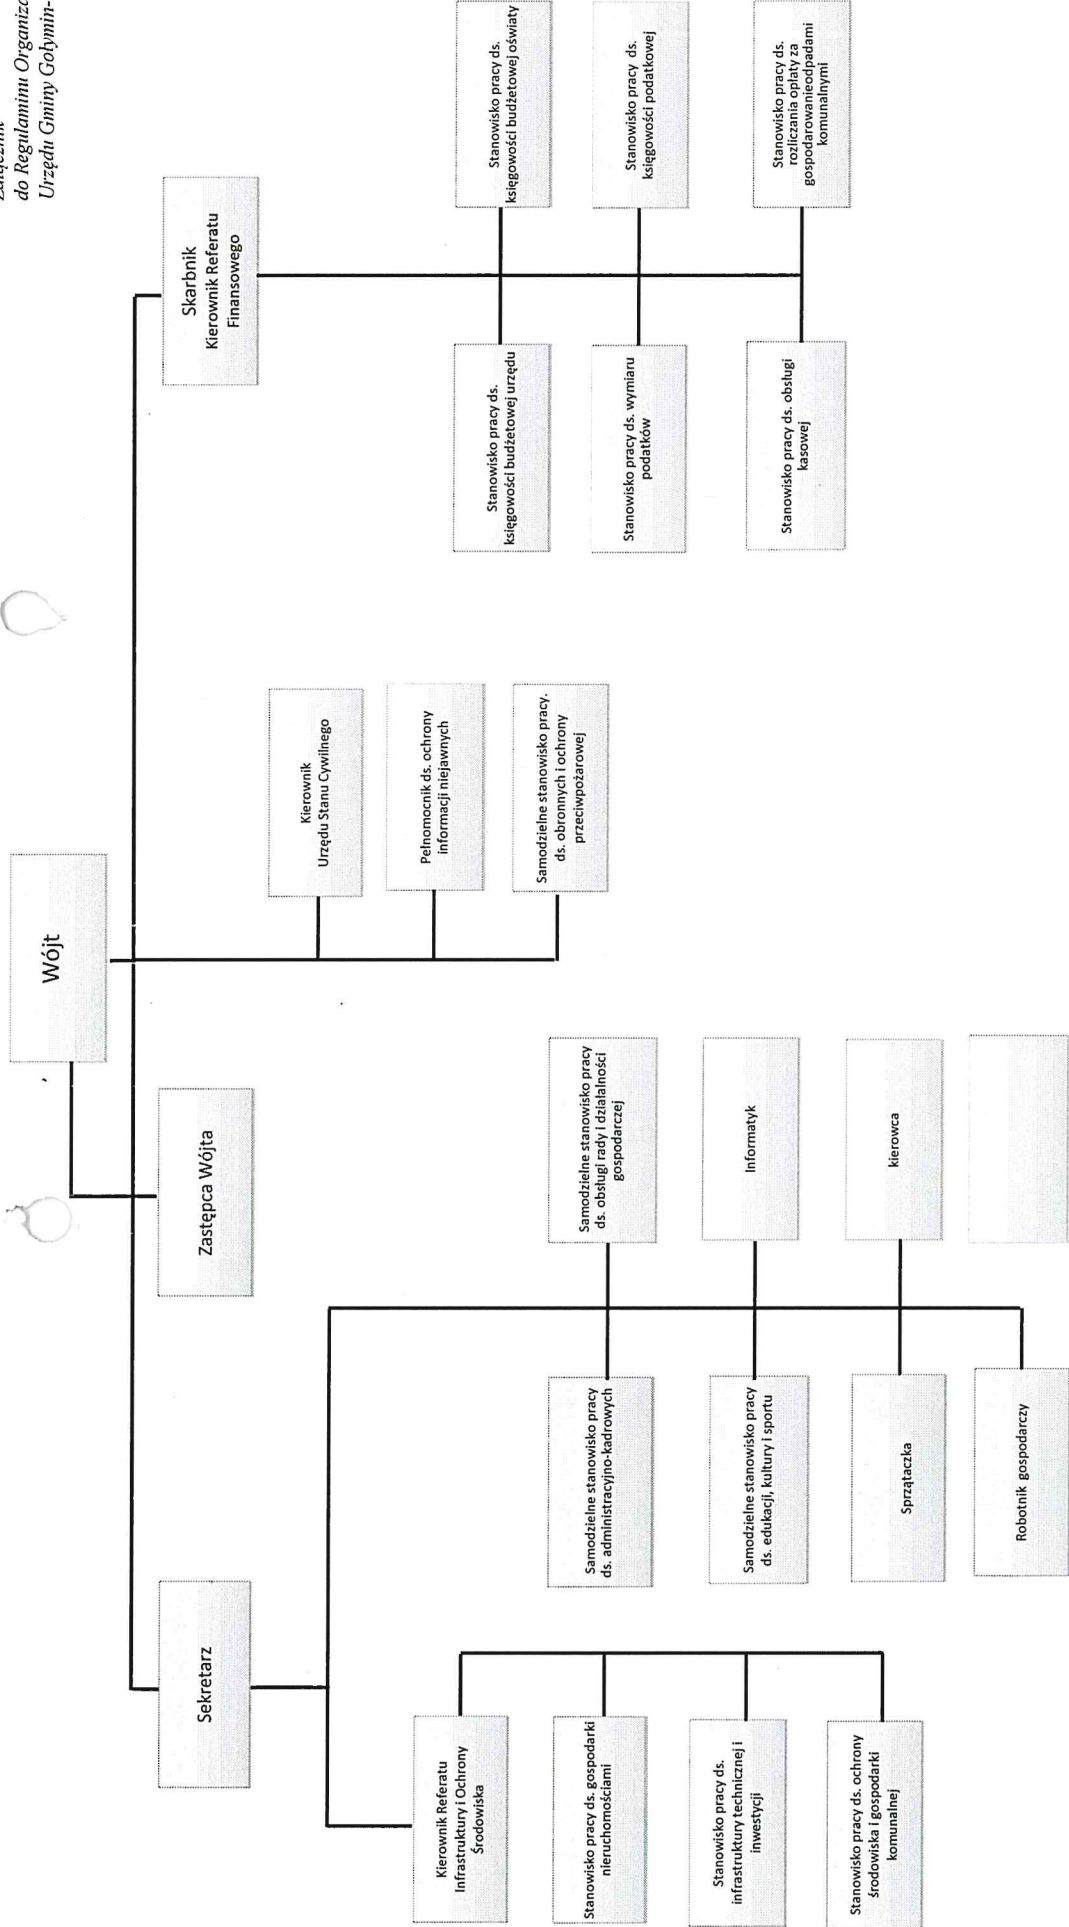 do Regulaminu Organizac
Urzędu Gminy Gołymin-
Wójt
Zastępca Wójta
Sekretarz
Skarbnik
Kierownik Referatu
Finansowego
Kierownik
Urzędu Stanu Cywilnego
Pełnomocnik ds. ochrony
informacji niejawnych
Samodzielne stanowisko pracy.
ds. obronnych i ochrony
przeciwpożarowej
Kierownik Referatu
Infrastruktury i Ochrony
Środowiska
Stanowisko pracy ds. gospodarki
nieruchomościami
Stanowisko pracy ds.
infrastruktury technicznej i
inwestycji
Stanowisko pracy ds. ochrony
środowiska i gospodarki
komunalnej
Samodzielne stanowisko pracy
ds. administracyjno-kadrowych
Samodzielne stanowisko pracy
ds. obsługi rady i działalności
gospodarczej
Samodzielne stanowisko pracy
ds. edukacji, kultury i sportu
Informatyk
Sprzątaczka
kierowca
Robotnik gospodarczy
Stanowisko pracy ds.
księgowości budżetowej urzędu
Stanowisko pracy ds.
księgowości budżetowej oświaty
Stanowisko pracy ds. wymiaru
podatków
Stanowisko pracy ds.
księgowości podatkowej
Stanowisko pracy ds. obsługi
kasowej
Stanowisko pracy ds.
rozliczania opłaty za
gospodarowanieodpadami
komunalnymi